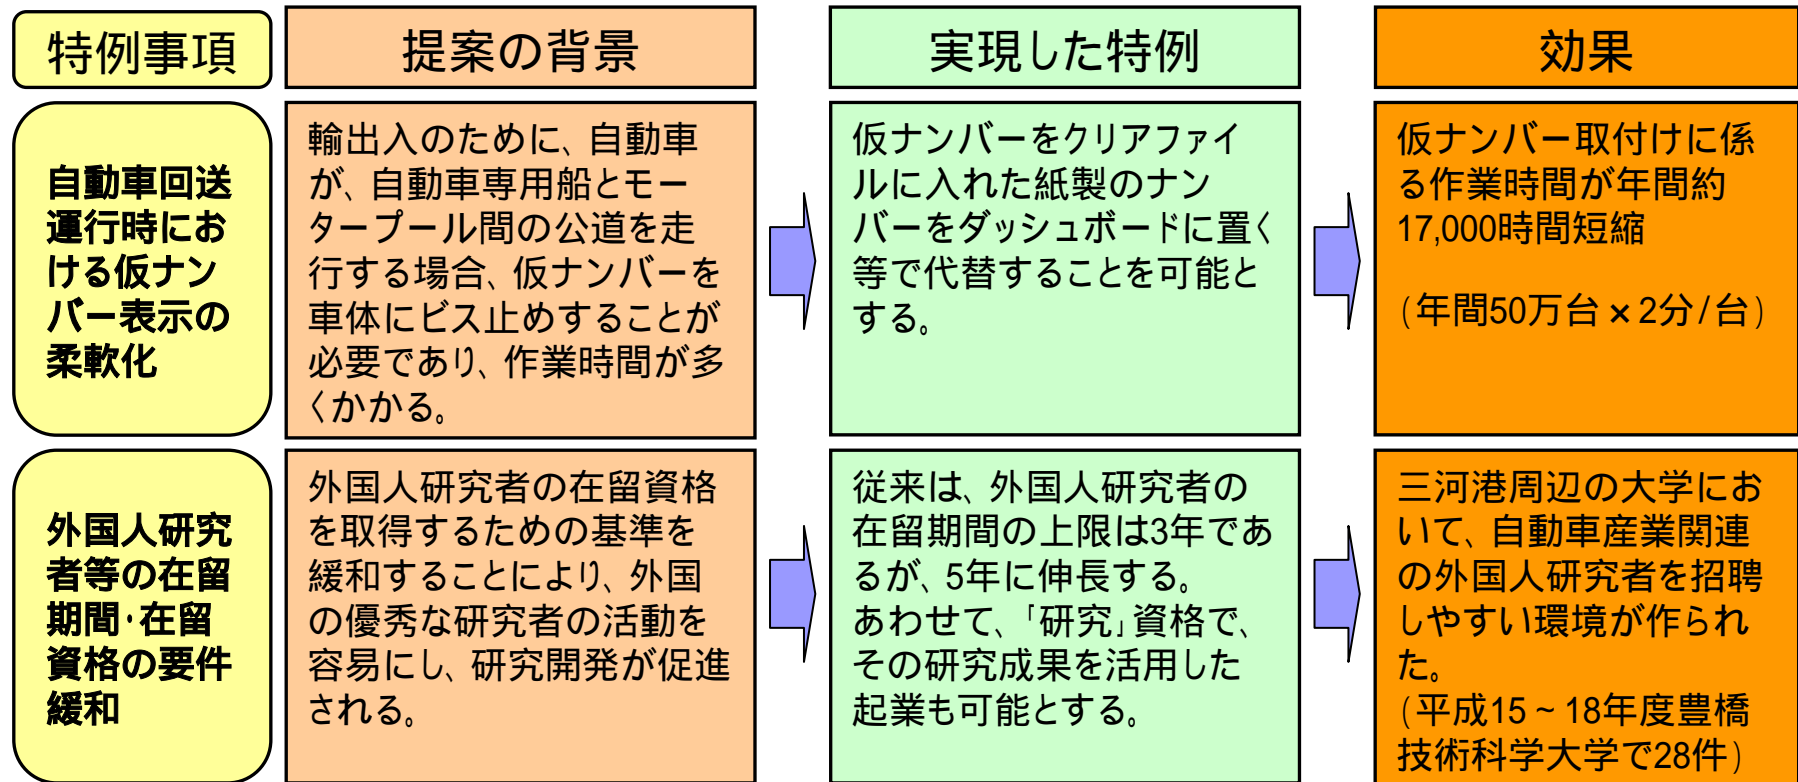 特例事項
提案の背景
実現した特例
効果
自動車回送
運行時にお
ける仮ナン
バー表示の
柔軟化
輸出入のために、自動車
が、自動車専用船とモー
タープール間の公道を走
行する場合、仮ナンバーを
車体にビス止めすることが
必要であり、作業時間が多
くかかる。
仮ナンバーをクリアファイ
ルに入れた紙製のナン
バーをダッシュボードに置く
等で代替することを可能と
する。
仮ナンバー取付けに係
る作業時間が年間約
17,000時間短縮
(年間50万台×2分/台)
外国人研究
者等の在留
期間・在留
資格の要件
緩和
外国人研究者の在留資格
を取得するための基準を
緩和することにより、外国
の優秀な研究者の活動を
容易にし、研究開発が促進
される。
従来は、外国人研究者の
在留期間の上限は3年であ
るが、5年に伸長する。
あわせて、「研究」資格で、
その研究成果を活用した
起業も可能とする。
三河港周辺の大学にお
いて、自動車産業関連
の外国人研究者を招聘
しやすい環境が作られ
た。
(平成15～18年度豊橋
技術科学大学で28件)